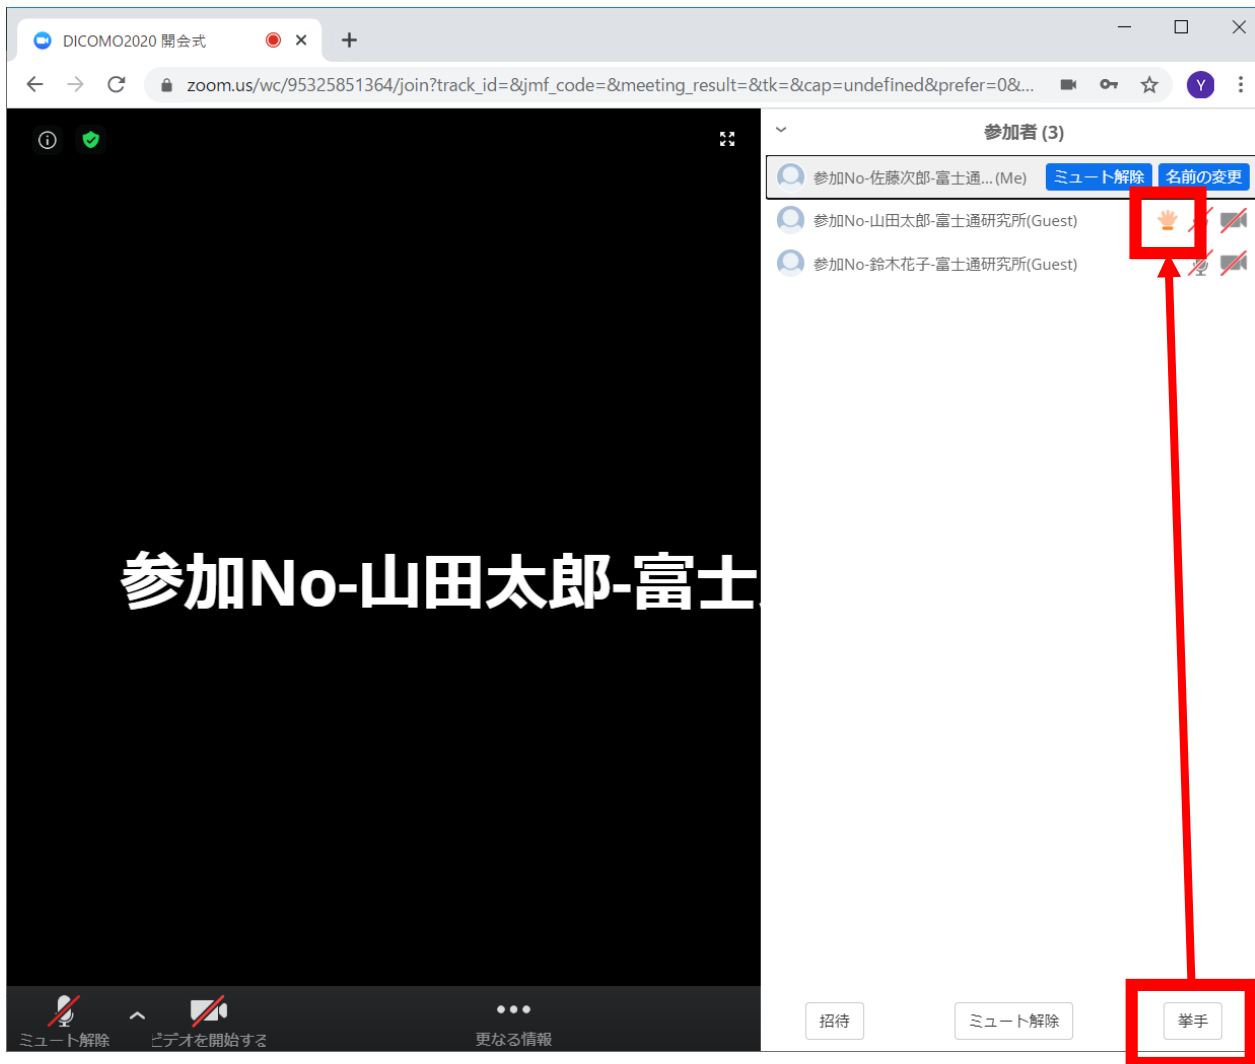 DICOMO2020 開会式
zoom.us/wc/95325851364/join?track_id=&jmf_code=&meeting_result=&tk=&cap=undefined&prefer=0&...
Y
参加者 (3)
参加No-佐藤次郎-富士通... (Me) ミュート解除 名前の変更
参加No-山田太郎-富士通研究所(Guest)
参加No-鈴木花子-富士通研究所(Guest)
参加No-山田太郎-富士
ミュート解除 ビデオを開始する 更なる情報
招待 ミュート解除 挙手